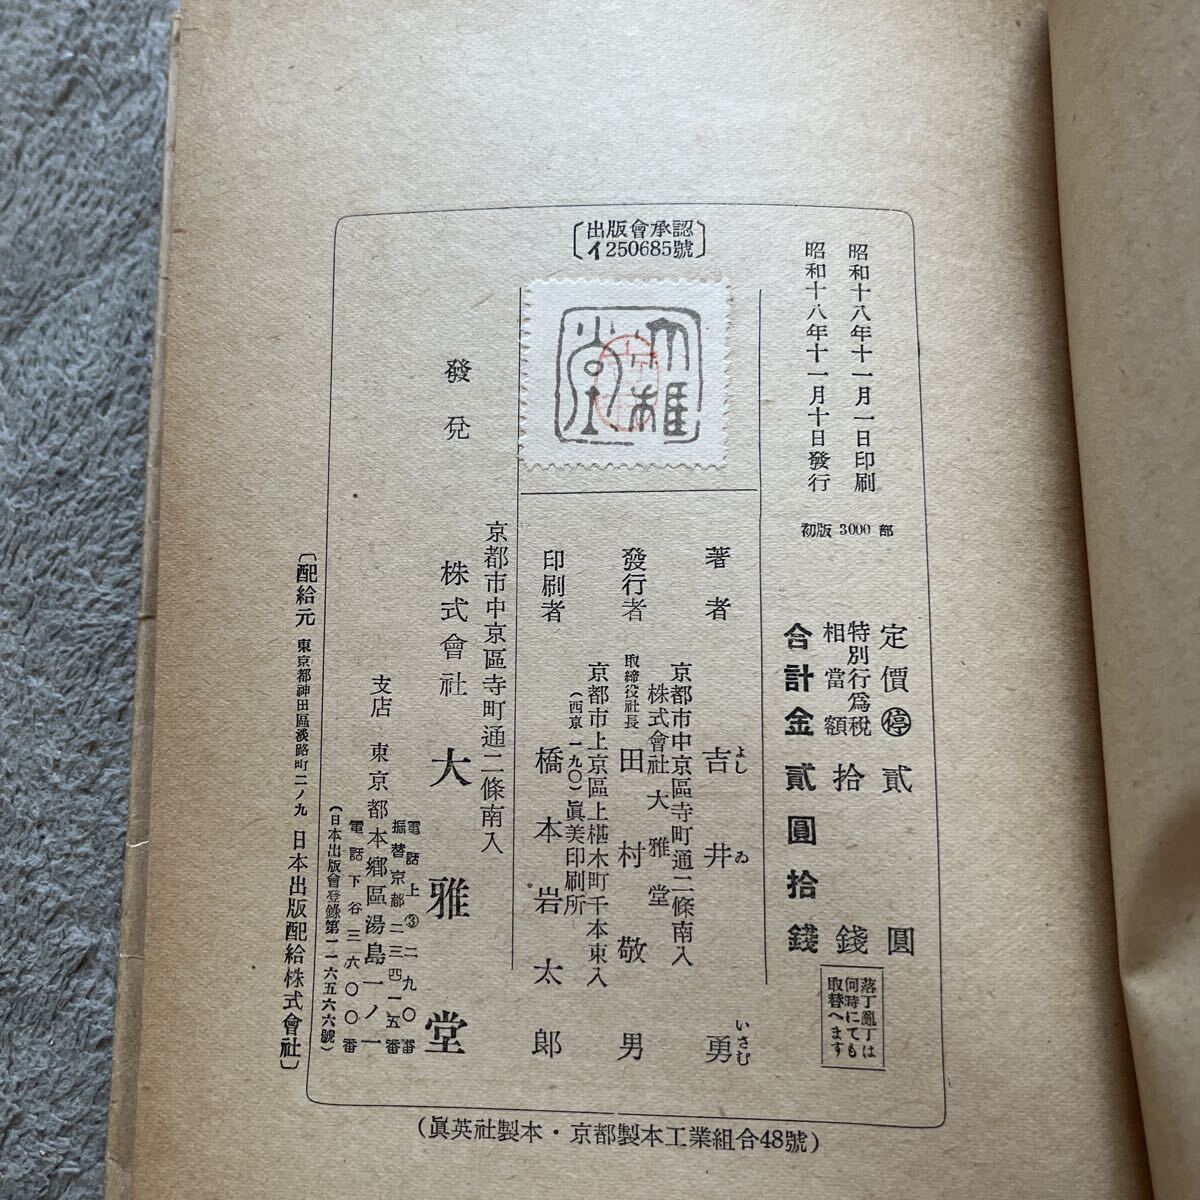 〔出版會承認
イ250685號〕
昭和十八年十一月一日印刷
昭和十八年十一月十日發行
初版 3000 部
定價 停 貳圓
特別行爲税
相當額 拾錢
合計金貳圓拾錢
落丁亂丁は
何時にても
取替へます
大雅堂
著者 吉井勇
よしゐいさむ
京都市中京區寺町通二條南入
株式會社大雅堂
發行者 取締役社長 田村敬男
京都市上京區上椹木町千本東入
(西京一九〇)眞美印刷所
印刷者 橋本岩太郎
京都市中京區寺町通二條南入
發兌 株式會社 大雅堂
電話上③二九〇番
振替京都二三四一五番
支店 東京都本鄕區湯島一ノ一
電話下谷三六〇〇番
(日本出版會登錄第一一六五六六號)
〔配給元 東京都神田區淡路町二ノ九 日本出版配給株式會社〕
(眞英社製本・京都製本工業組合48號)